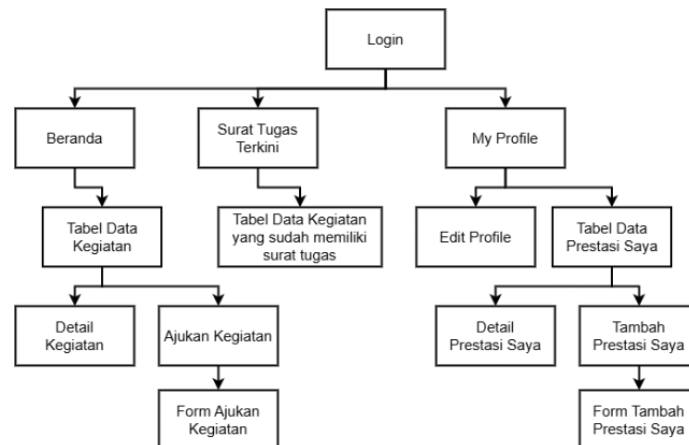 Login
Beranda
Surat Tugas
Terkini
My Profile
Tabel Data
Kegiatan
Tabel Data Kegiatan
yang sudah memiliki
surat tugas
Edit Profile
Tabel Data
Prestasi Saya
Detail
Kegiatan
Ajukan Kegiatan
Detail
Prestasi Saya
Tambah
Prestasi Saya
Form Ajukan
Kegiatan
Form Tambah
Prestasi Saya